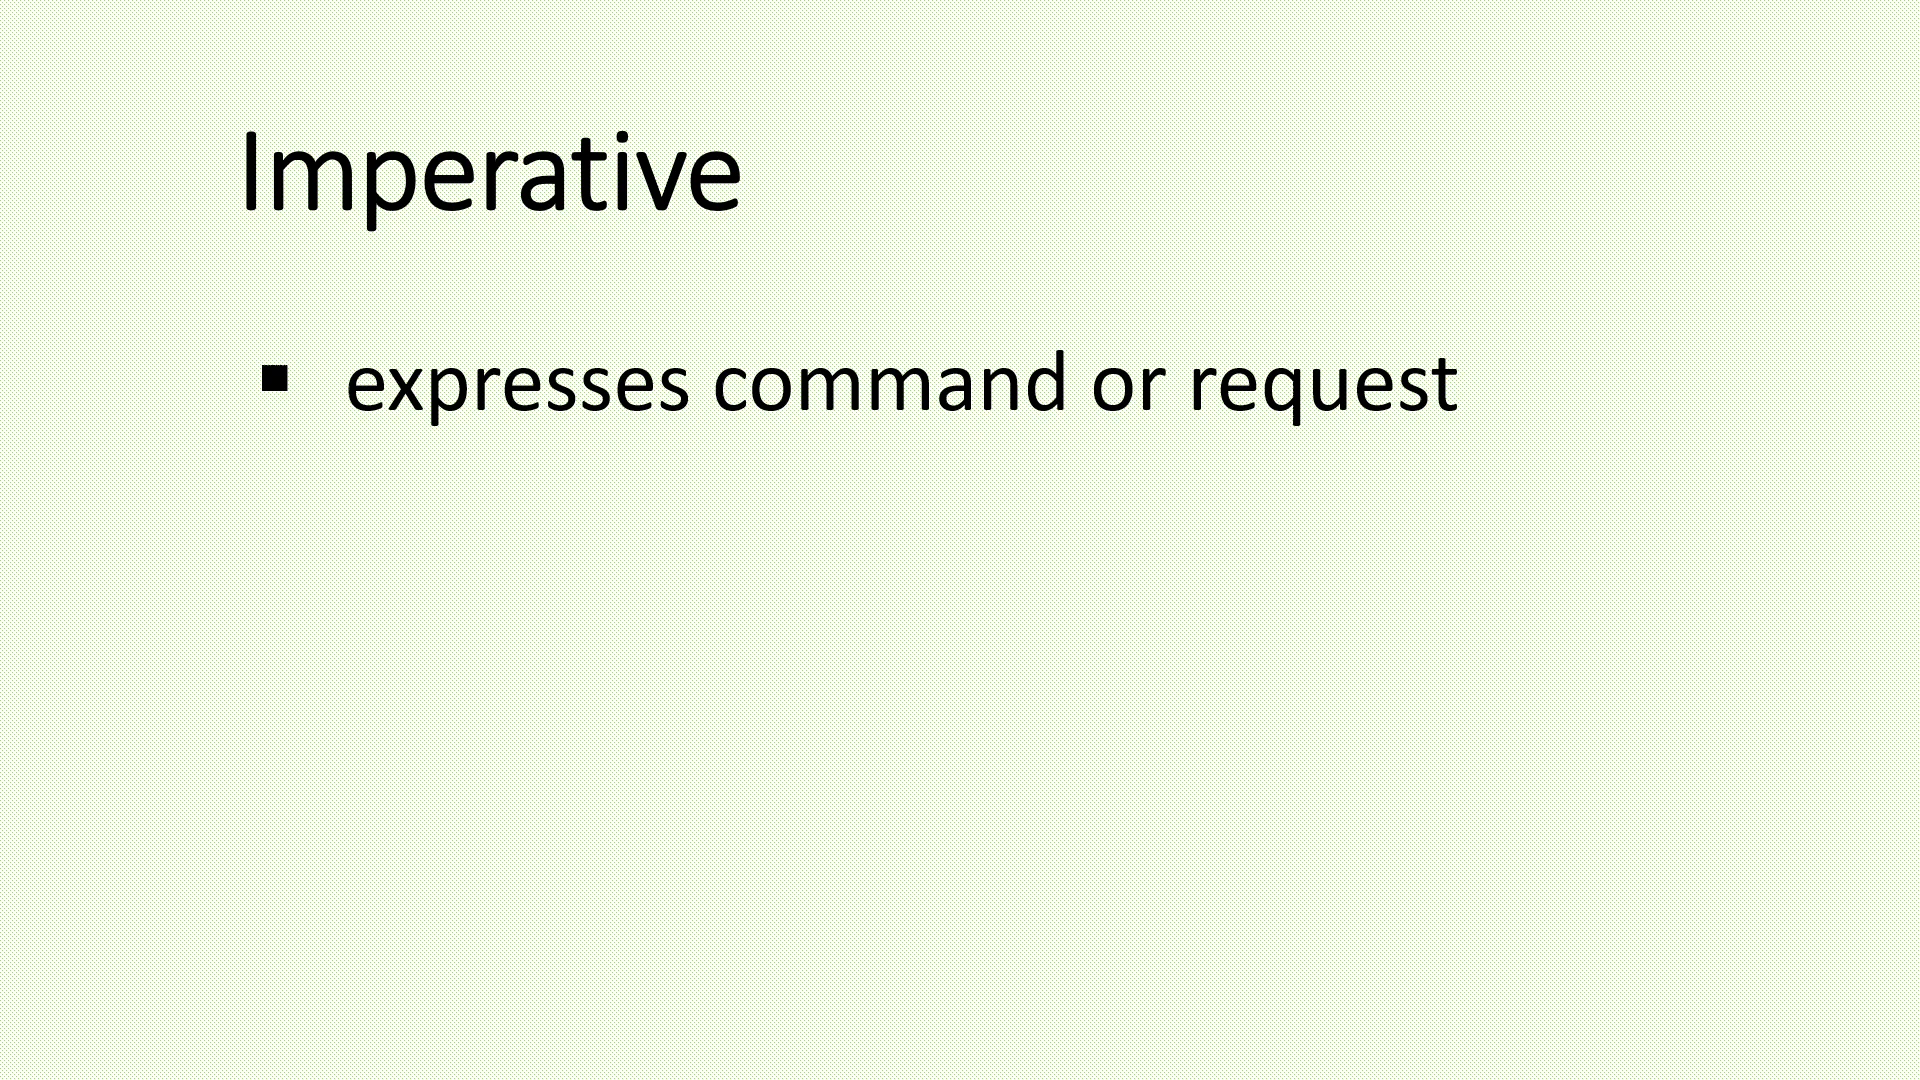 Imperative
▪ expresses command or request